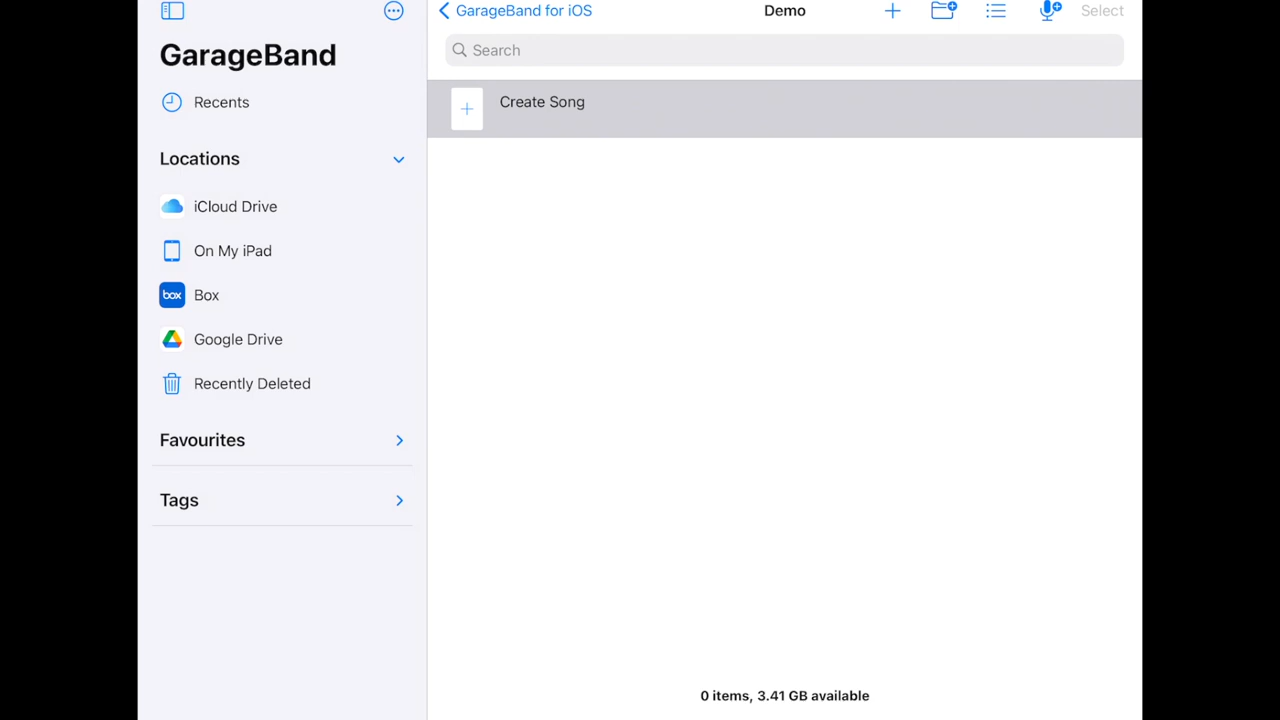 GarageBand
Recents
Locations
iCloud Drive
On My iPad
box
Box
Google Drive
Recently Deleted
Favourites
Tags
GarageBand for iOS
Demo
Select
Search
Create Song
0 items, 3.41 GB available